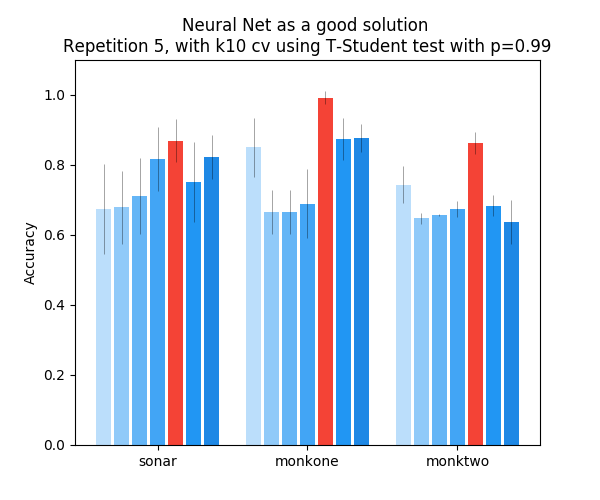 Neural Net as a good solution
Repetition 5, with k10 cv using T-Student test with p=0.99
1.0
0.8
0.6
0.4
0.2
0.0
Accuracy
sonar
monkone
monktwo